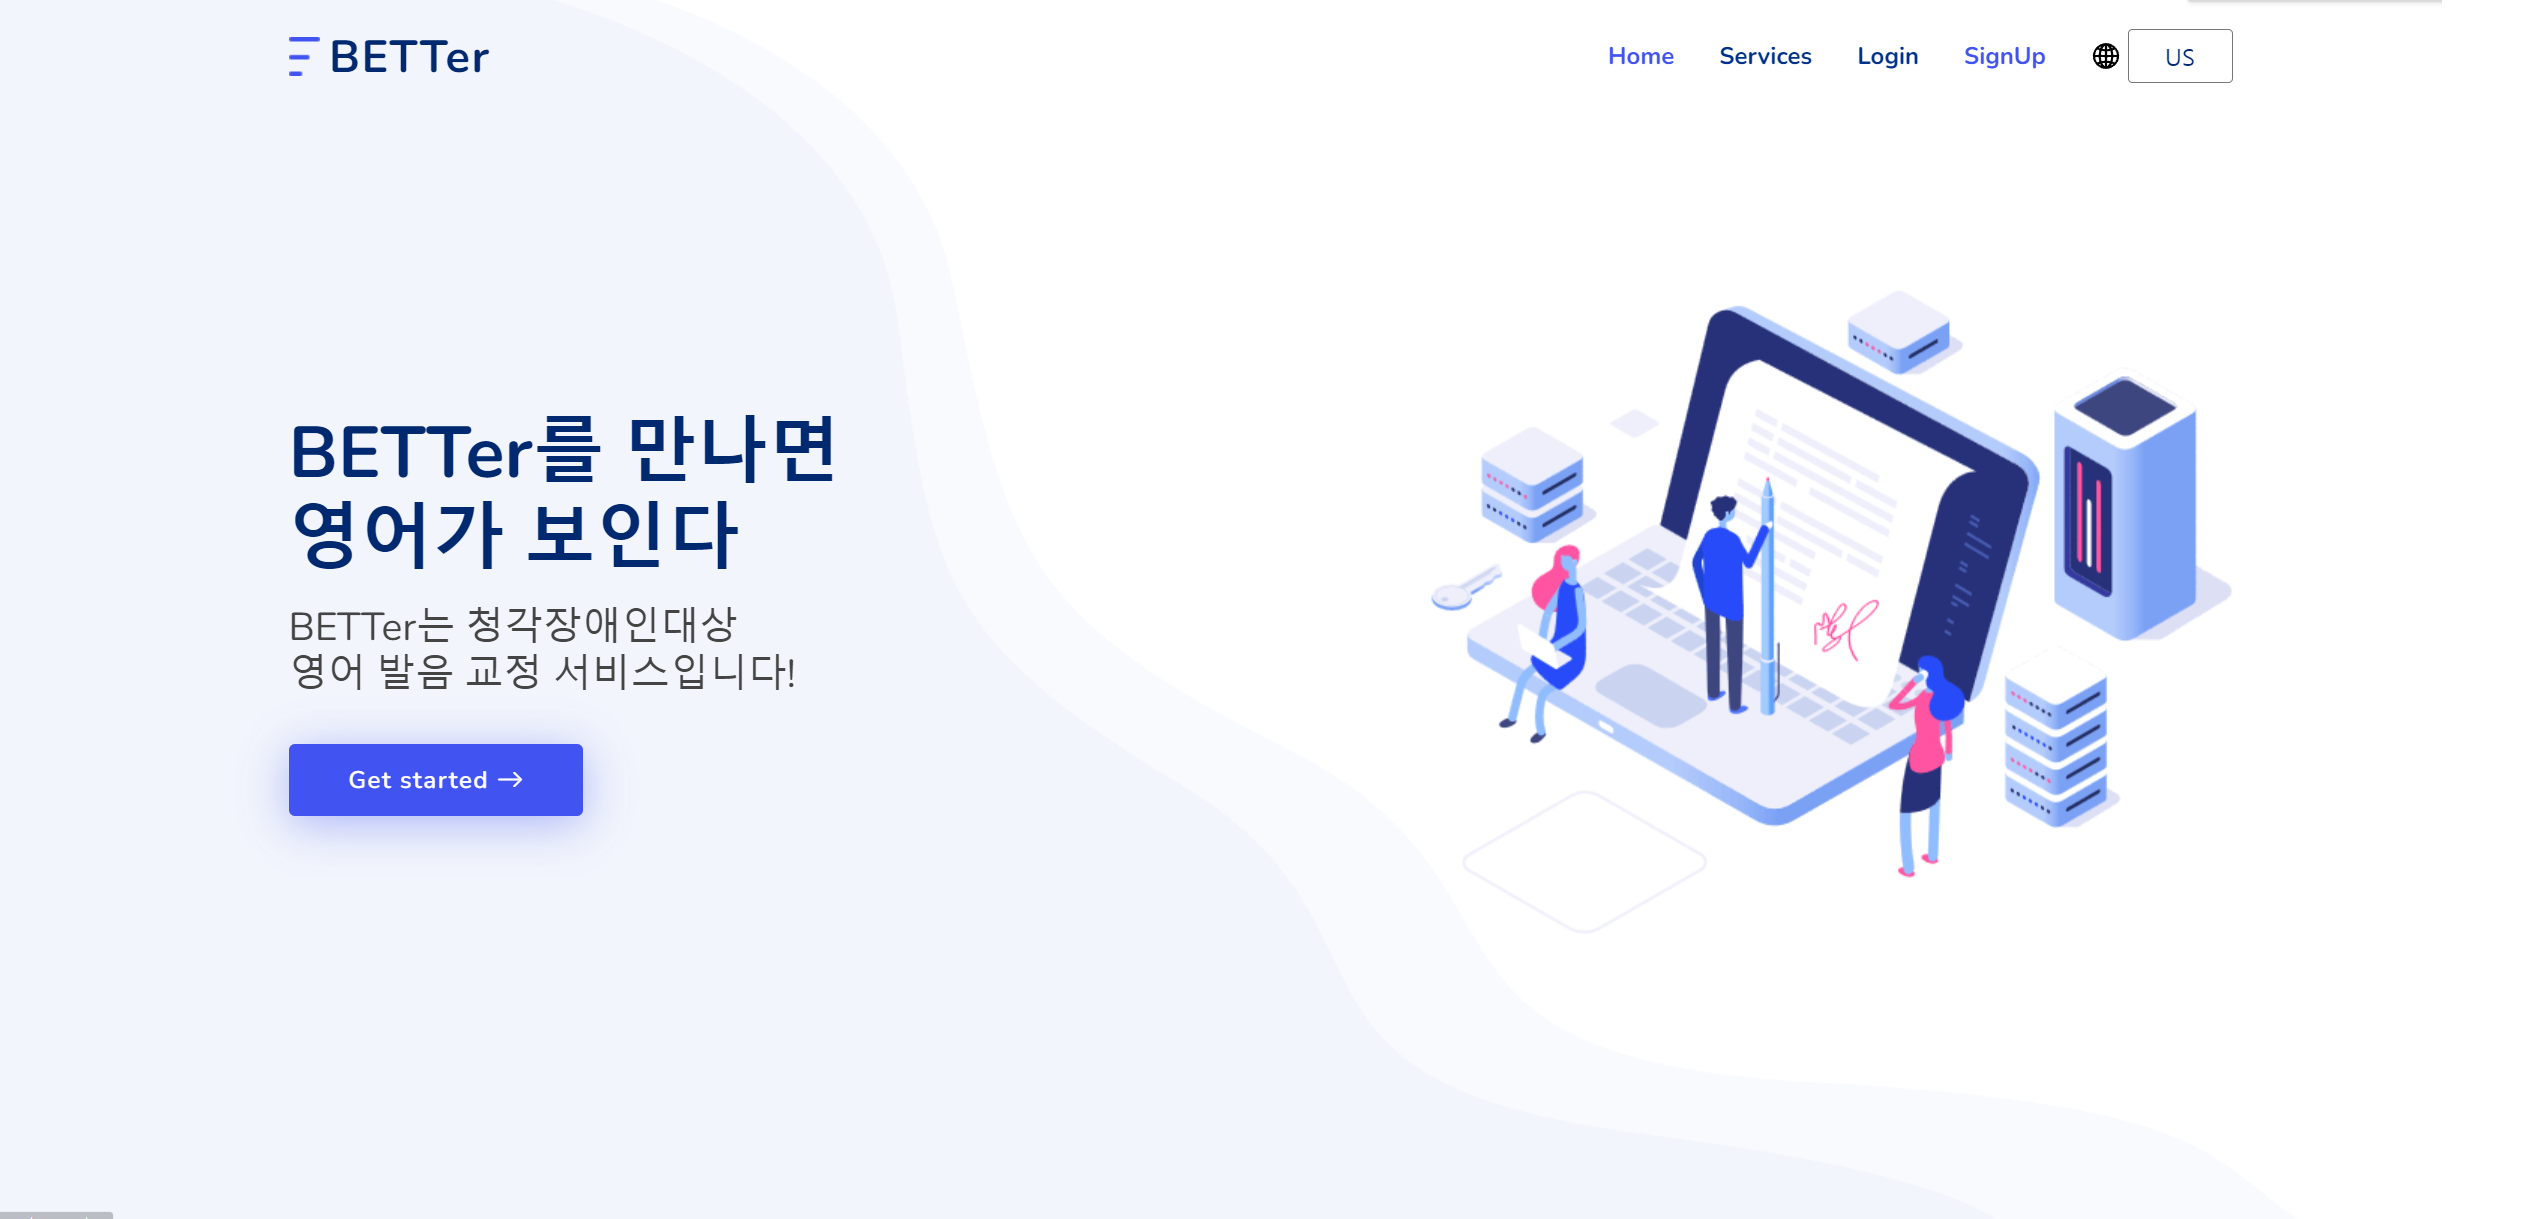 BETTer
Home Services Login SignUp US
BETTer를 만나면
영어가 보인다
BETTer는 청각장애인대상
영어 발음 교정 서비스입니다!
Get started →